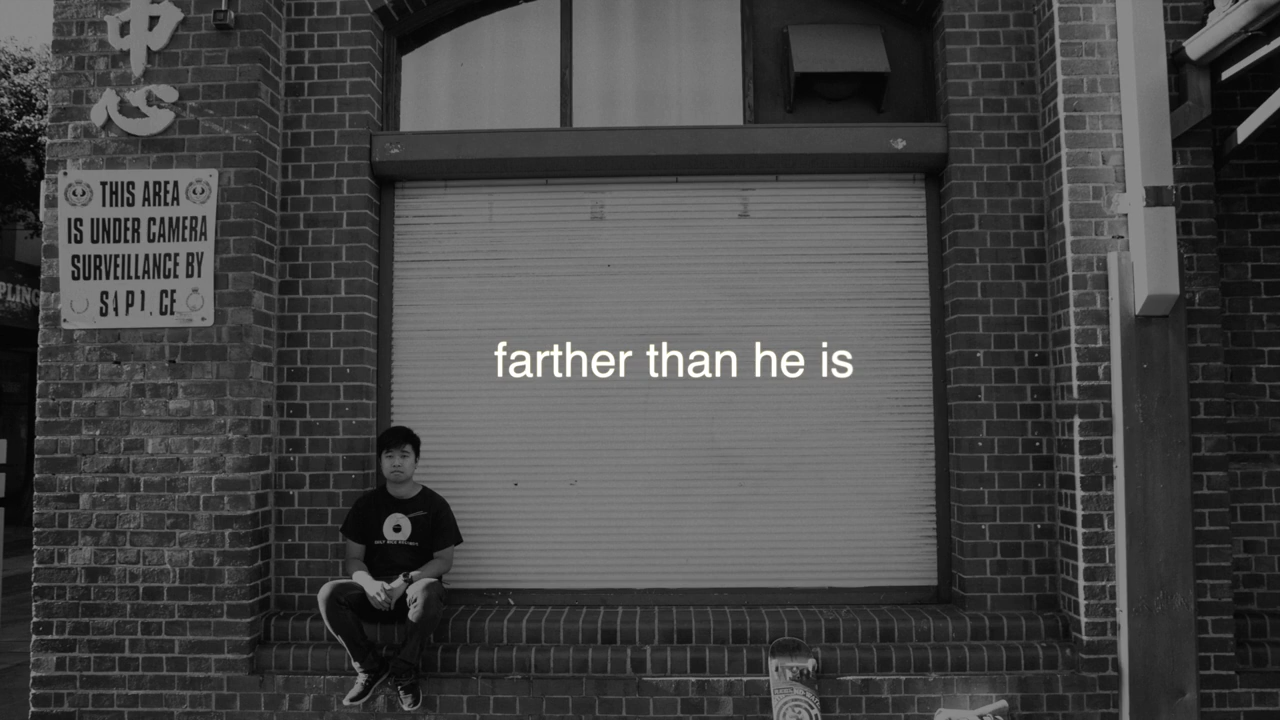 中
心
THIS AREA
IS UNDER CAMERA
SURVEILLANCE BY
farther than he is